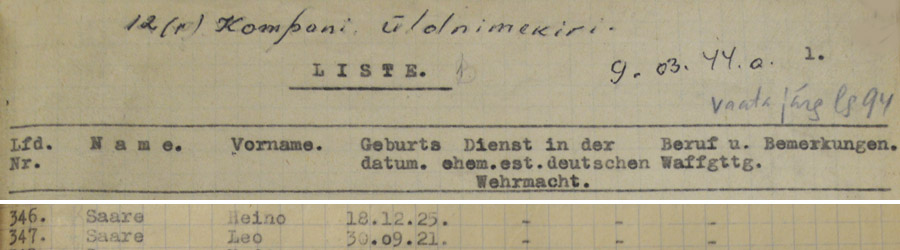 12(r) Kompani. Üldnimekiri.
LISTE.
9. 03. 44. a. 1.
vaata järg lg 94
Lfd. Name. Vorname. Geburts Dienst in der Beruf u. Bemerkungen.
Nr. datum. ehem.est.deutschen Waffgttg.
Wehrmacht.
346. Saare Heino 18.12.25. - - -
347. Saare Leo 30.09.21. - - -